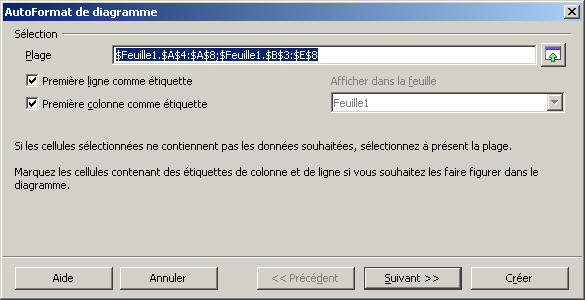 AutoFormat de diagramme
Sélection
Plage $Feuille1.$A$4:$A$8;$Feuille1.$B$3:$E$8
Première ligne comme étiquette Afficher dans la feuille
Première colonne comme étiquette Feuille1
Si les cellules sélectionnées ne contiennent pas les données souhaitées, sélectionnez à présent la plage.
Marquez les cellules contenant des étiquettes de colonne et de ligne si vous souhaitez les faire figurer dans le
diagramme.
Aide Annuler << Précédent Suivant >> Créer